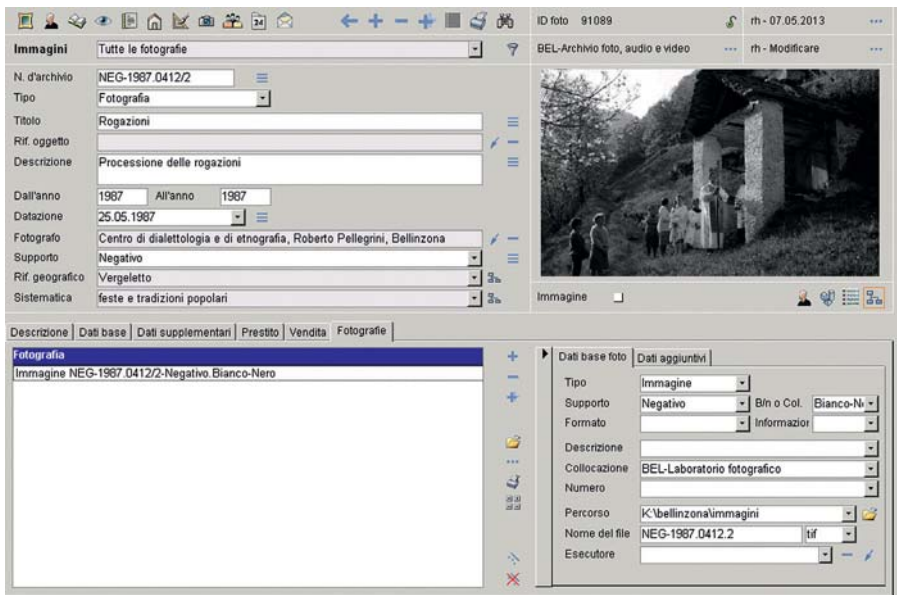 24
ID foto 91089
rh - 07.05.2013
Immagini Tutte le fotografie
BEL-Archivio foto, audio e video
rh - Modificare
N. d'archivio NEG-1987.0412/2
Tipo Fotografia
Titolo Rogazioni
Rif. oggetto
Descrizione Processione delle rogazioni
Dall'anno 1987 All'anno 1987
Datazione 25.05.1987
Fotografo Centro di dialettologia e di etnografia, Roberto Pellegrini, Bellinzona
Supporto Negativo
Rif. geografico Vergeletto
Sistematica feste e tradizioni popolari
Immagine
Descrizione Dati base Dati supplementari Prestito Vendita Fotografie
Fotografia
Immagine NEG-1987.0412/2-Negativo.Bianco-Nero
Dati base foto Dati aggiuntivi
Tipo Immagine
Supporto Negativo B/n o Col. Bianco-N
Formato Informazior
Descrizione
Collocazione BEL-Laboratorio fotografico
Numero
Percorso K:\bellinzona\immagini
Nome del file NEG-1987.0412.2 tif
Esecutore